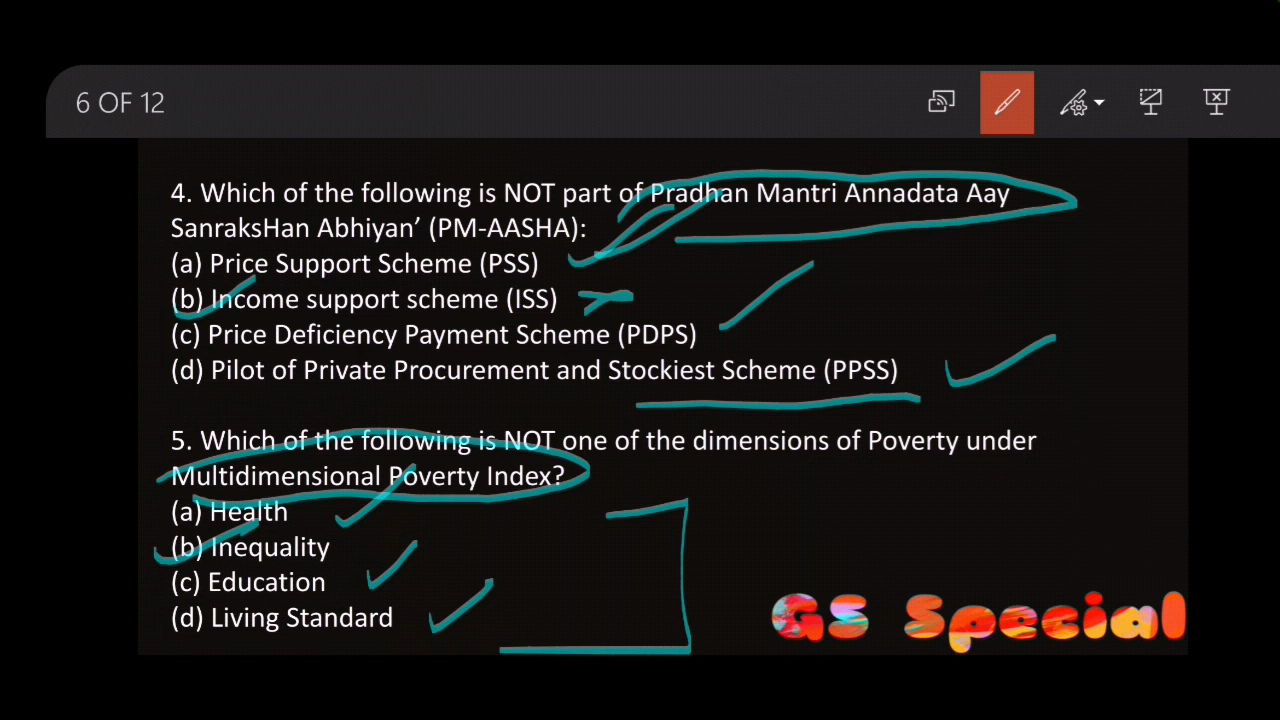 6 OF 12
4. Which of the following is NOT part of Pradhan Mantri Annadata Aay
SanraksHan Abhiyan’ (PM-AASHA):
(a) Price Support Scheme (PSS)
(b) Income support scheme (ISS)
(c) Price Deficiency Payment Scheme (PDPS)
(d) Pilot of Private Procurement and Stockiest Scheme (PPSS)
5. Which of the following is NOT one of the dimensions of Poverty under
Multidimensional Poverty Index?
(a) Health
(b) Inequality
(c) Education
(d) Living Standard
GS Special